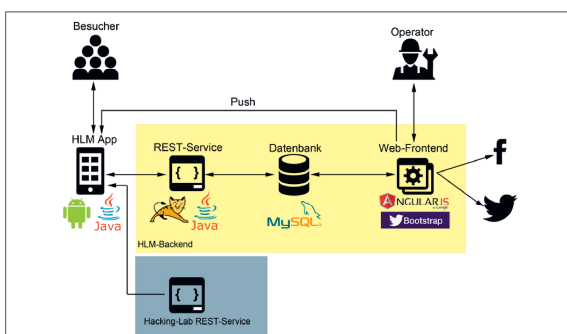 Besucher
Operator
Push
HLM App
REST-Service
Datenbank
Web-Frontend
{ }
f
Java
Java
MySQL
ANGULARJS
by Google
Bootstrap
HLM-Backend
{ }
Hacking-Lab REST-Service